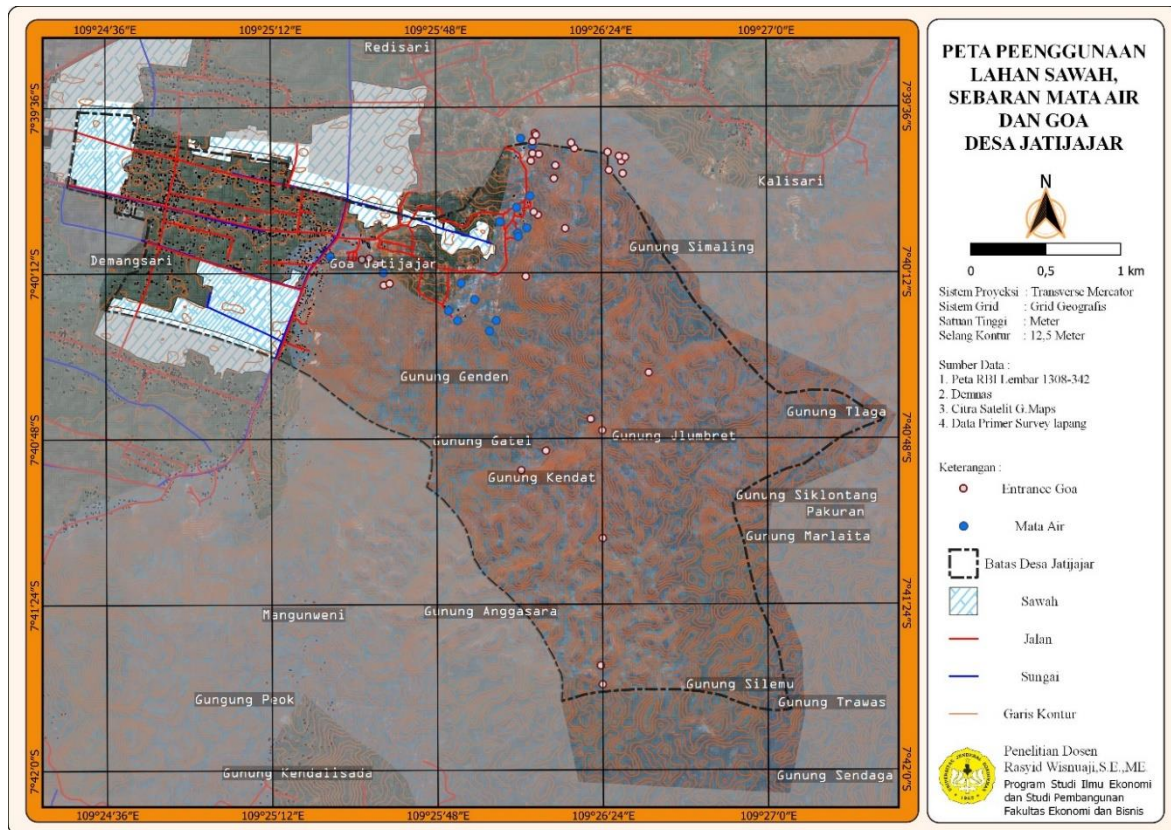 109°24'36"E
109°25'12"E
109°25'48"E
109°26'24"E
109°27'0"E
7°39'36"S
7°40'12"S
7°40'48"S
7°41'24"S
7°42'0"S
7°39'36"S
7°40'12"S
7°40'48"S
7°41'24"S
7°42'0"S
Redisari
Kalisari
Gunung Simaling
Demangsari
Goa Jatijajar
Gunung Genden
Gunung Tlaga
Gunung Gatel
Gunung Jlumbret
Gunung Kendat
Gunung Siklontang
Pakuran
Gunung Marlaita
Mangunweni
Gunung Anggasara
Gunung Silemu
Gungung Peok
Gunung Trawas
Gunung Kendalisada
Gunung Sendaga
109°24'36"E
109°25'12"E
109°25'48"E
109°26'24"E
109°27'0"E
PETA PEENGGUNAAN
LAHAN SAWAH,
SEBARAN MATA AIR
DAN GOA
DESA JATIJAJAR
N
0 0,5 1 km
Sistem Proyeksi : Transverse Mercator
Sistem Grid : Grid Geografis
Satuan Tinggi : Meter
Selang Kontur : 12,5 Meter
Sumber Data :
1. Peta RBI Lembar 1308-342
2. Demnas
3. Citra Satelit G.Maps
4. Data Primer Survey lapang
Keterangan :
Entrance Goa
Mata Air
Batas Desa Jatijajar
Sawah
Jalan
Sungai
Garis Kontur
Penelitian Dosen
Rasyid Wisnuaji,S.E.,ME
Program Studi Ilmu Ekonomi
dan Studi Pembangunan
Fakultas Ekonomi dan Bisnis